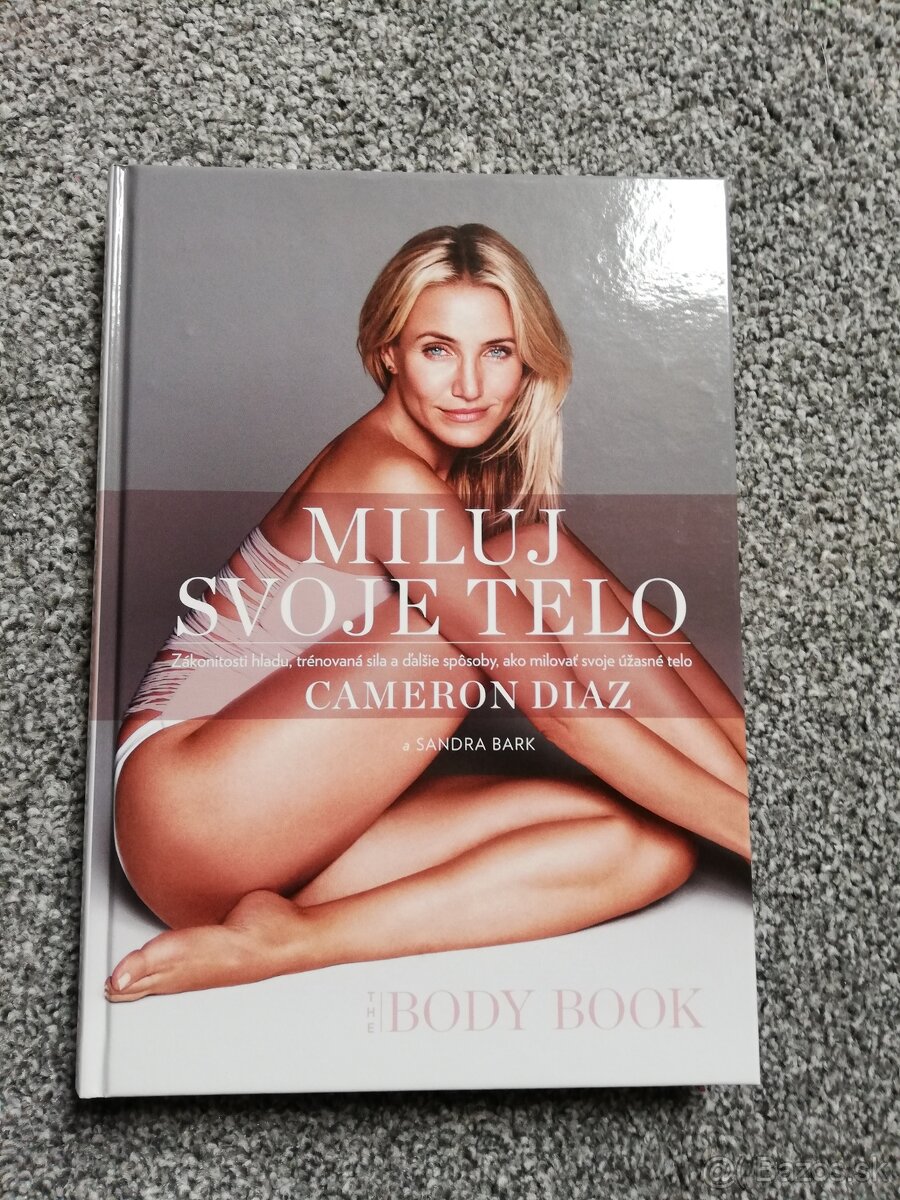 MILUJ
SVOJE TELO
Zákonitosti hladu, trénovaná sila a ďalšie spôsoby, ako milovať svoje úžasné telo
CAMERON DIAZ
a SANDRA BARK
THE BODY BOOK
@ Bazos.sk